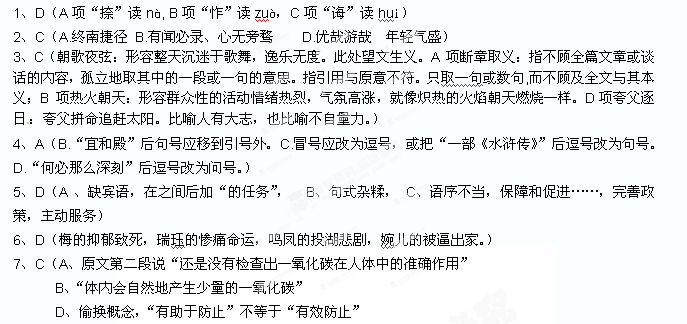 1、D（A 项“捺”读 nà, B 项“怍”读 zuò，C 项“诲”读 huì）
2、C（A.终南捷径 B.有闻必录、心无旁骛　　D.优哉游哉　年轻气盛）
3、C（朝歌夜弦：形容整天沉迷于歌舞，逸乐无度。此处望文生义。A 项断章取义：指不顾全篇文章或谈
话的内容，孤立地取其中的一段或一句的意思。指引用与原意不符。只取一句或数句,而不顾及全文与其本
义；B 项热火朝天：形容群众性的活动情绪热烈，气氛高涨，就像炽热的火焰朝天燃烧一样。D 项夸父逐
日：夸父拼命追赶太阳。比喻人有大志，也比喻不自量力。）
4、A（B.“宜和殿”后句号应移到引号外。C.冒号应改为逗号，或把“一部《水浒传》”后逗号改为句号。
D.“何必那么深刻”后逗号改为问号。）
5、D（A 、缺宾语，在之间后加“的任务”，　B、句式杂糅，　C、语序不当，保障和促进……，完善政
策，主动服务）
6、D（梅的抑郁致死，瑞珏的惨痛命运，鸣凤的投湖悲剧，婉儿的被逼出家。）
7、C（A、原文第二段说“还是没有检查出一氧化碳在人体中的准确作用”
B、“体内会自然地产生少量的一氧化碳”
D、偷换概念，“有助于防止”不等于“有效防止”